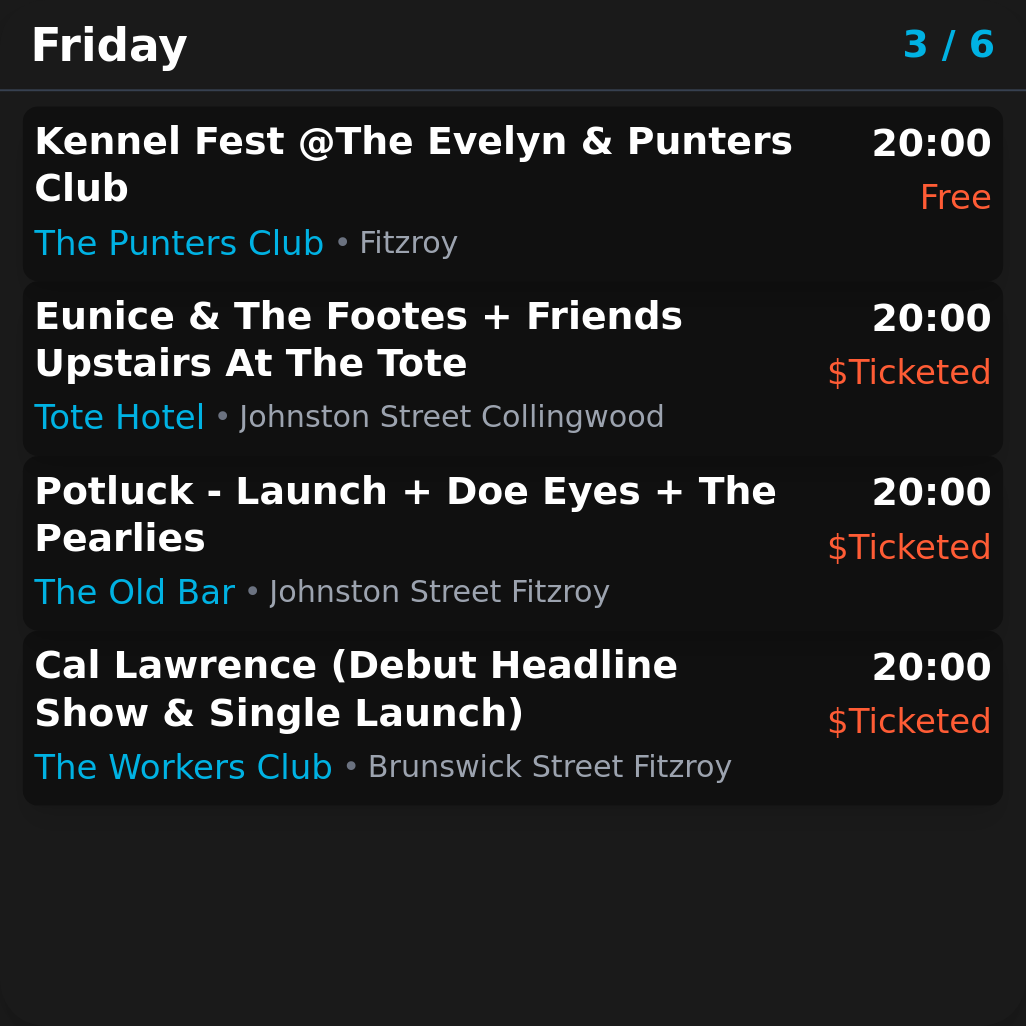 Friday
3 / 6
Kennel Fest @The Evelyn & Punters
Club
20:00
Free
The Punters Club • Fitzroy
Eunice & The Footes + Friends
Upstairs At The Tote
20:00
$Ticketed
Tote Hotel • Johnston Street Collingwood
Potluck - Launch + Doe Eyes + The
Pearlies
20:00
$Ticketed
The Old Bar • Johnston Street Fitzroy
Cal Lawrence (Debut Headline
Show & Single Launch)
20:00
$Ticketed
The Workers Club • Brunswick Street Fitzroy